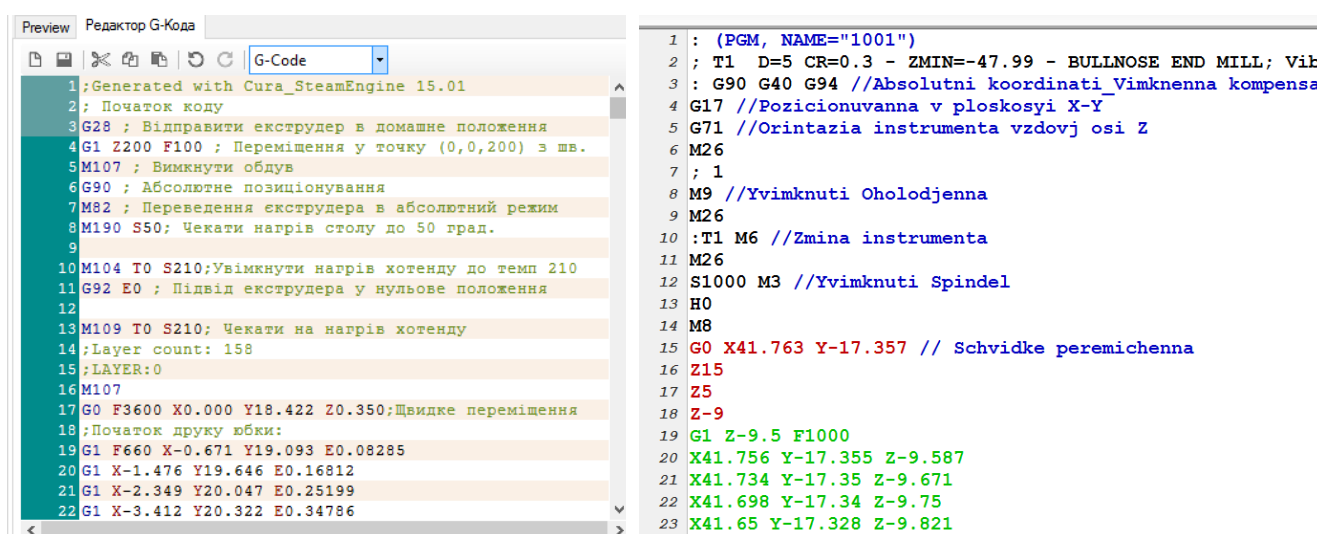 Preview Редактор G-Кода
G-Code
1 ;Generated with Cura_SteamEngine 15.01
2 ; Початок коду
3 G28 ; Відправити екструдер в домашнє положення
4 G1 Z200 F100 ; Переміщення у точку (0,0,200) з шв.
5 M107 ; Вимкнути обдув
6 G90 ; Абсолютне позиціонування
7 M82 ; Переведення єкструдера в абсолютний режим
8 M190 S50; Чекати нагрів столу до 50 град.
9
10 M104 T0 S210;Увімкнути нагрів хотенду до темп 210
11 G92 E0 ; Підвід екструдера у нульове положення
12
13 M109 T0 S210; Чекати на нагрів хотенду
14 ;Layer count: 158
15 ;LAYER:0
16 M107
17 G0 F3600 X0.000 Y18.422 Z0.350;Щвидке переміщення
18 ;Початок друку юбки:
19 G1 F660 X-0.671 Y19.093 E0.08285
20 G1 X-1.476 Y19.646 E0.16812
21 G1 X-2.349 Y20.047 E0.25199
22 G1 X-3.412 Y20.322 E0.34786
1 : (PGM, NAME="1001")
2 ; T1 D=5 CR=0.3 - ZMIN=-47.99 - BULLNOSE END MILL; Vib
3 : G90 G40 G94 //Absolutni koordinati_Vimknenna kompensa
4 G17 //Pozicionuvanna v ploskosyi X-Y
5 G71 //Orintazia instrumenta vzdovj osi Z
6 M26
7 ; 1
8 M9 //Yvimknuti Oholodjenna
9 M26
10 :T1 M6 //Zmina instrumenta
11 M26
12 S1000 M3 //Yvimknuti Spindel
13 H0
14 M8
15 G0 X41.763 Y-17.357 // Schvidke peremichenna
16 Z15
17 Z5
18 Z-9
19 G1 Z-9.5 F1000
20 X41.756 Y-17.355 Z-9.587
21 X41.734 Y-17.35 Z-9.671
22 X41.698 Y-17.34 Z-9.75
23 X41.65 Y-17.328 Z-9.821